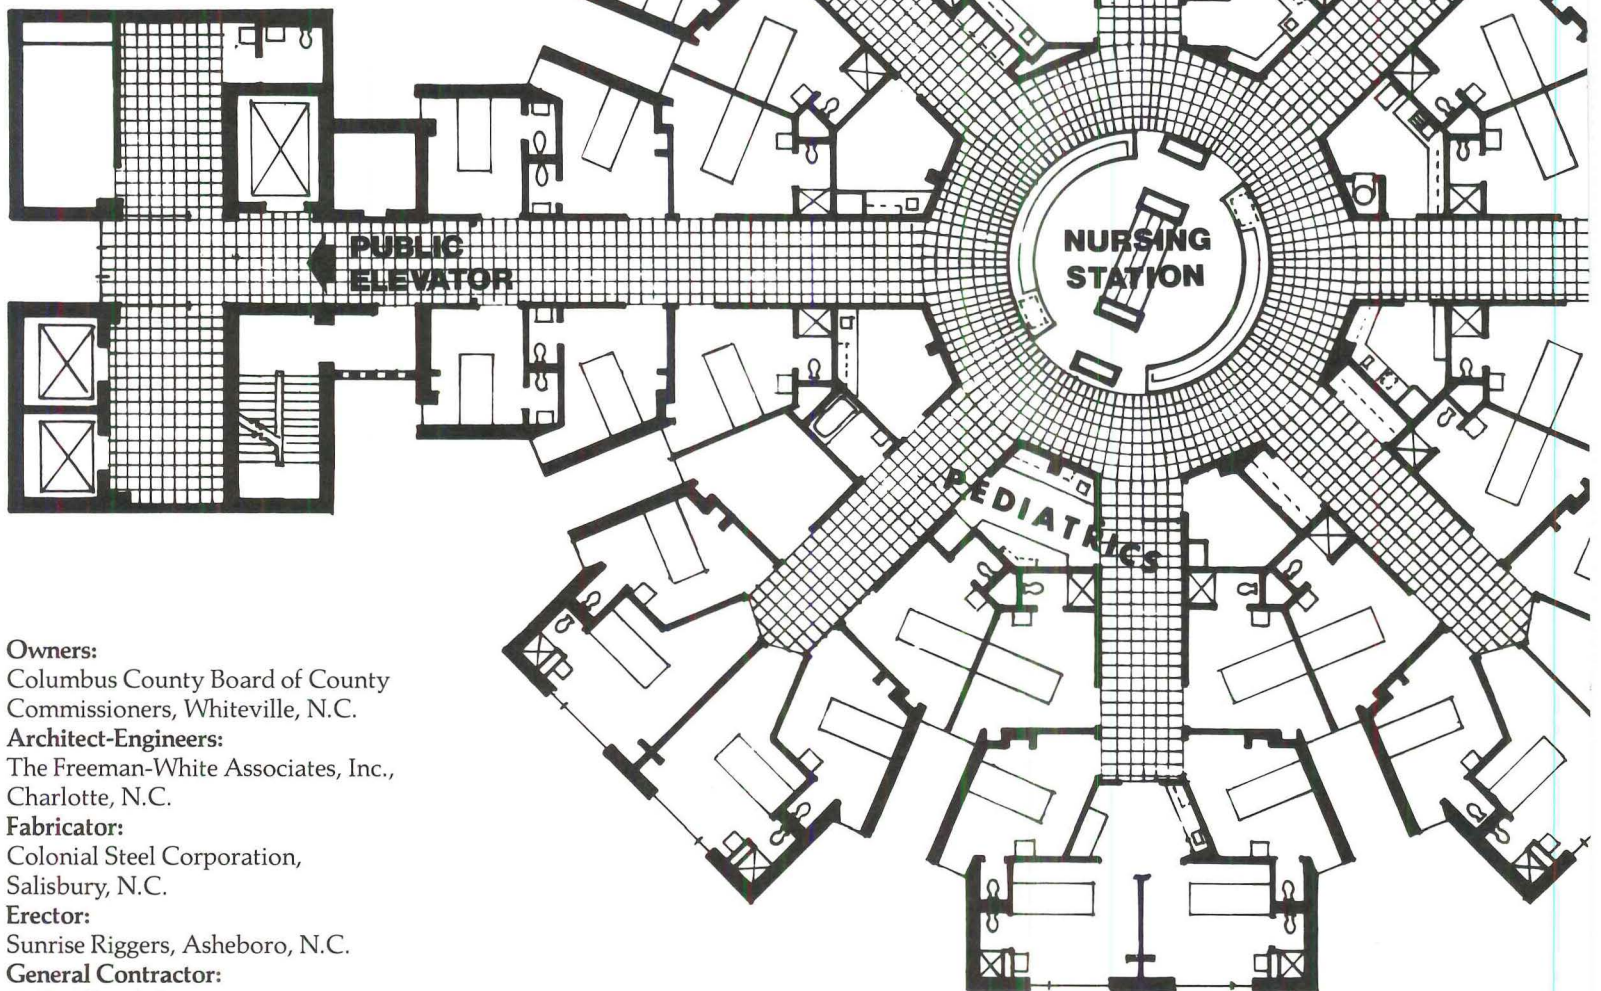 PUBLIC
ELEVATOR
NURSING
STATION
PEDIATRICS
Owners:
Columbus County Board of County
Commissioners, Whiteville, N.C.
Architect-Engineers:
The Freeman-White Associates, Inc.,
Charlotte, N.C.
Fabricator:
Colonial Steel Corporation,
Salisbury, N.C.
Erector:
Sunrise Riggers, Asheboro, N.C.
General Contractor: